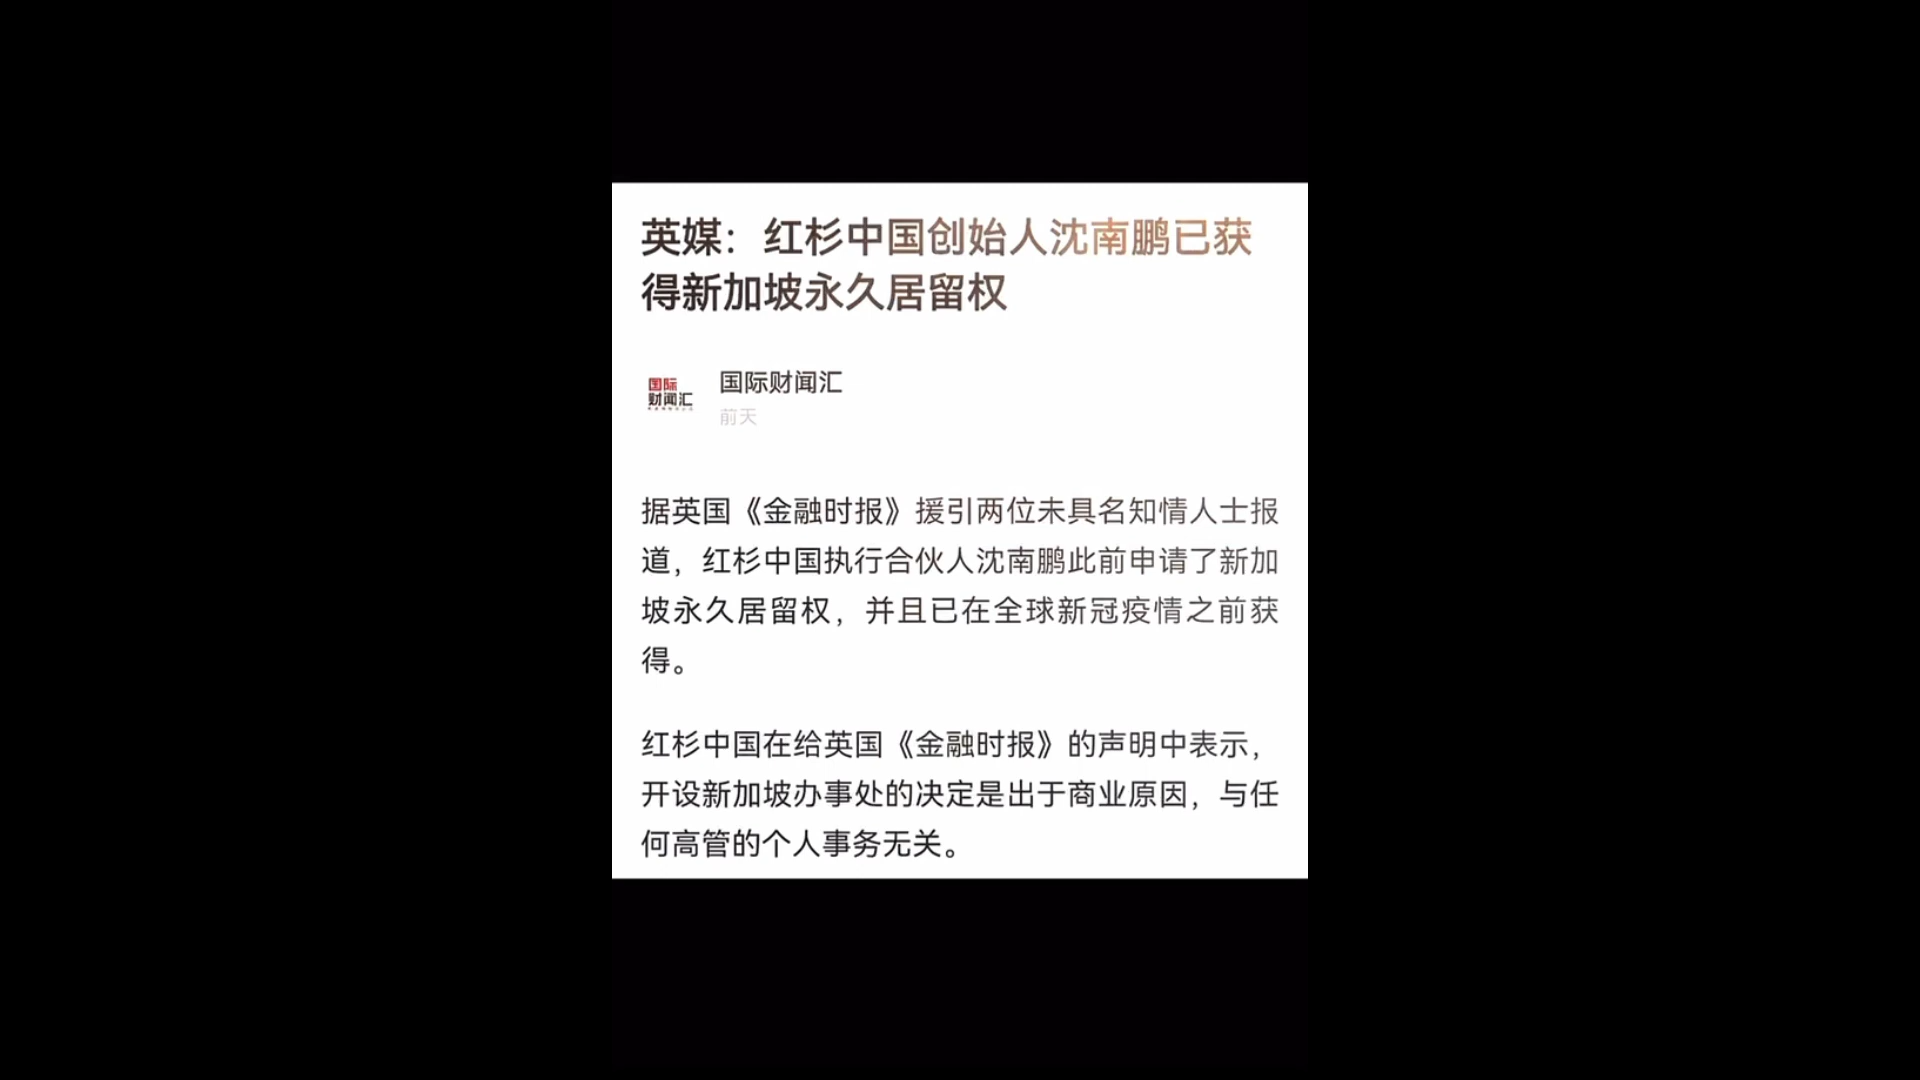 英媒：红杉中国创始人沈南鹏已获
得新加坡永久居留权
国际
财闻汇
国际财闻汇
前天
据英国《金融时报》援引两位未具名知情人士报
道，红杉中国执行合伙人沈南鹏此前申请了新加
坡永久居留权，并且已在全球新冠疫情之前获
得。
红杉中国在给英国《金融时报》的声明中表示，
开设新加坡办事处的决定是出于商业原因，与任
何高管的个人事务无关。